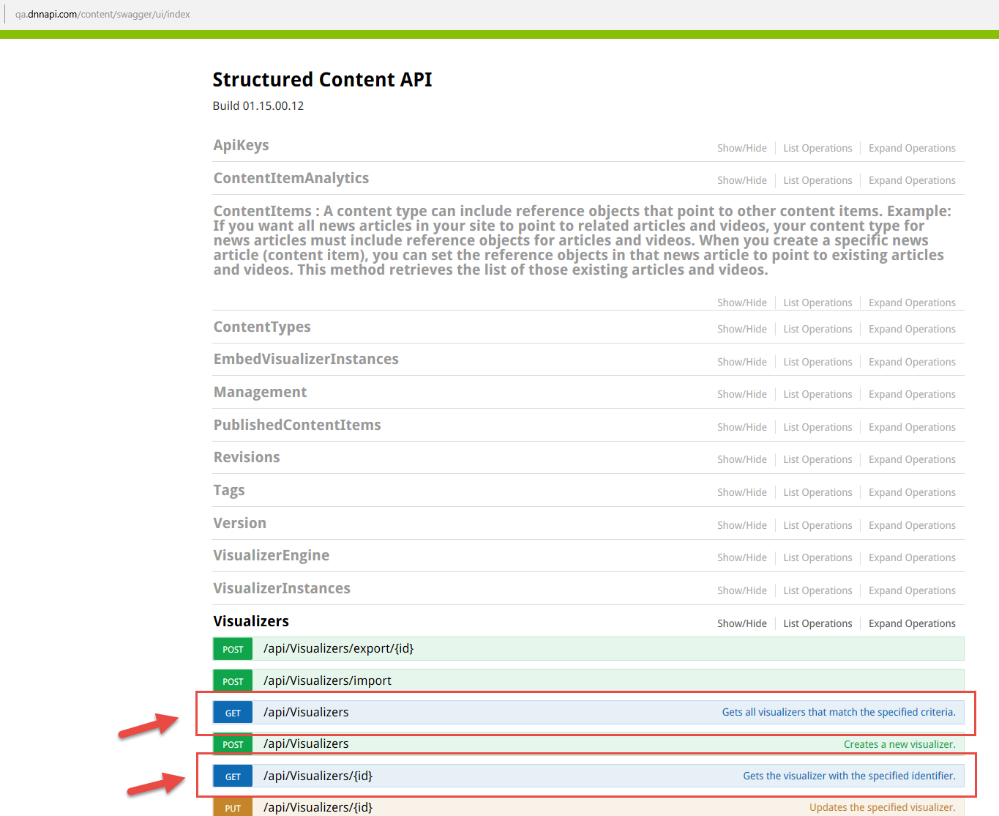 qa.dnnapi.com/content/swagger/ui/index
Structured Content API
Build 01.15.00.12
ApiKeys Show/Hide List Operations Expand Operations
ContentItemAnalytics Show/Hide List Operations Expand Operations
ContentItems : A content type can include reference objects that point to other content items. Example:
If you want all news articles in your site to point to related articles and videos, your content type for
news articles must include reference objects for articles and videos. When you create a specific news
article (content item), you can set the reference objects in that news article to point to existing articles
and videos. This method retrieves the list of those existing articles and videos.
Show/Hide List Operations Expand Operations
ContentTypes Show/Hide List Operations Expand Operations
EmbedVisualizerInstances Show/Hide List Operations Expand Operations
Management Show/Hide List Operations Expand Operations
PublishedContentItems Show/Hide List Operations Expand Operations
Revisions Show/Hide List Operations Expand Operations
Tags Show/Hide List Operations Expand Operations
Version Show/Hide List Operations Expand Operations
VisualizerEngine Show/Hide List Operations Expand Operations
VisualizerInstances Show/Hide List Operations Expand Operations
Visualizers Show/Hide List Operations Expand Operations
POST /api/Visualizers/export/{id}
POST /api/Visualizers/import
GET /api/Visualizers Gets all visualizers that match the specified criteria.
POST /api/Visualizers Creates a new visualizer.
GET /api/Visualizers/{id} Gets the visualizer with the specified identifier.
PUT /api/Visualizers/{id} Updates the specified visualizer.